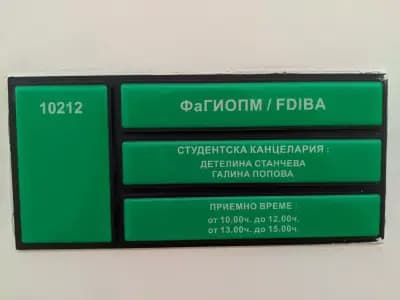 10212
ФаГИОПМ / FDIBA
СТУДЕНТСКА КАНЦЕЛАРИЯ :
ДЕТЕЛИНА СТАНЧЕВА
ГАЛИНА ПОПОВА
ПРИЕМНО ВРЕМЕ :
от 10.00ч. до 12.00ч.
от 13.00ч. до 15.00ч.